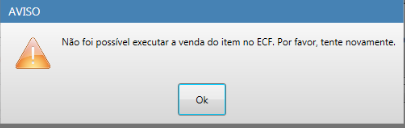 AVISO
Não foi possível executar a venda do item no ECF. Por favor, tente novamente.
Ok